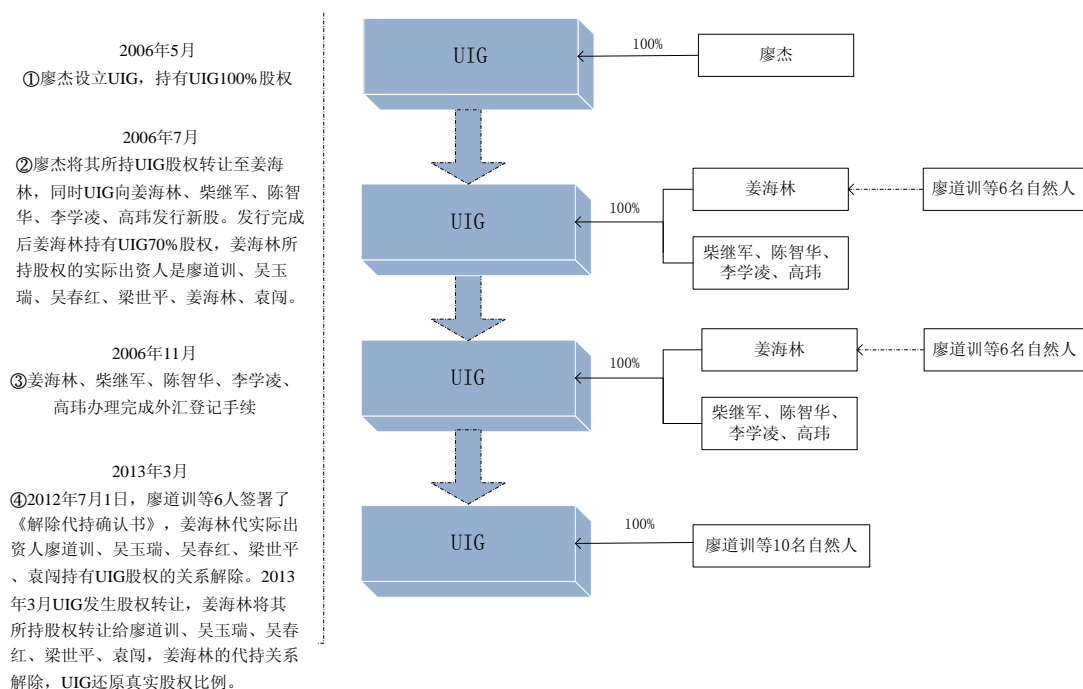 2006年5月
①廖杰设立UIG，持有UIG100%股权
2006年7月
②廖杰将其所持UIG股权转让至姜海
林，同时UIG向姜海林、柴继军、陈智
华、李学凌、高玮发行新股。发行完成
后姜海林持有UIG70%股权，姜海林所
持股权的实际出资人是廖道训、吴玉
瑞、吴春红、梁世平、姜海林、袁闯。
2006年11月
③姜海林、柴继军、陈智华、李学凌、
高玮办理完成外汇登记手续
2013年3月
④2012年7月1日，廖道训等6人签署了
《解除代持确认书》，姜海林代实际出
资人廖道训、吴玉瑞、吴春红、梁世平
、袁闯持有UIG股权的关系解除。2013
年3月UIG发生股权转让，姜海林将其
所持股权转让给廖道训、吴玉瑞、吴春
红、梁世平、袁闯，姜海林的代持关系
解除，UIG还原真实股权比例。
UIG
100%
廖杰
UIG
100%
姜海林
廖道训等6名自然人
柴继军、陈智华、
李学凌、高玮
UIG
100%
姜海林
廖道训等6名自然人
柴继军、陈智华、
李学凌、高玮
UIG
100%
廖道训等10名自然人